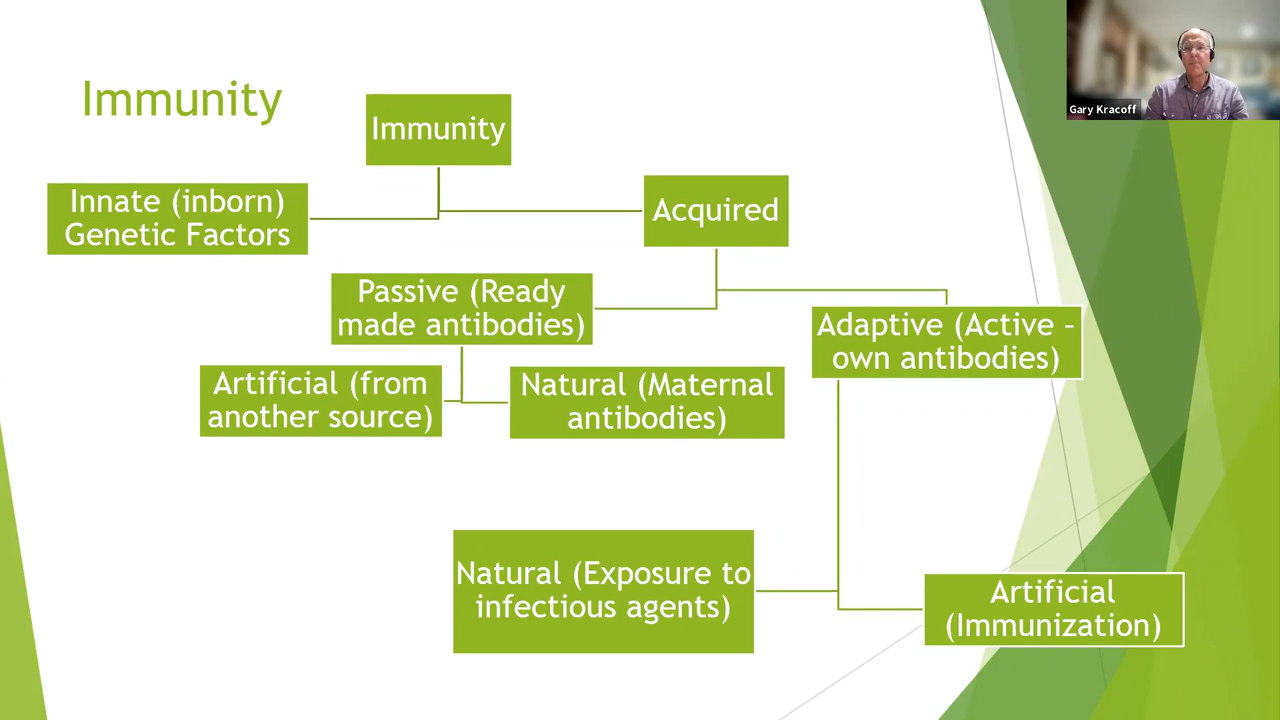 Immunity
Immunity
Gary Kracoff
Innate (inborn)
Genetic Factors
Acquired
Passive (Ready
made antibodies)
Adaptive (Active –
own antibodies)
Artificial (from
another source)
Natural (Maternal
antibodies)
Natural (Exposure to
infectious agents)
Artificial
(Immunization)